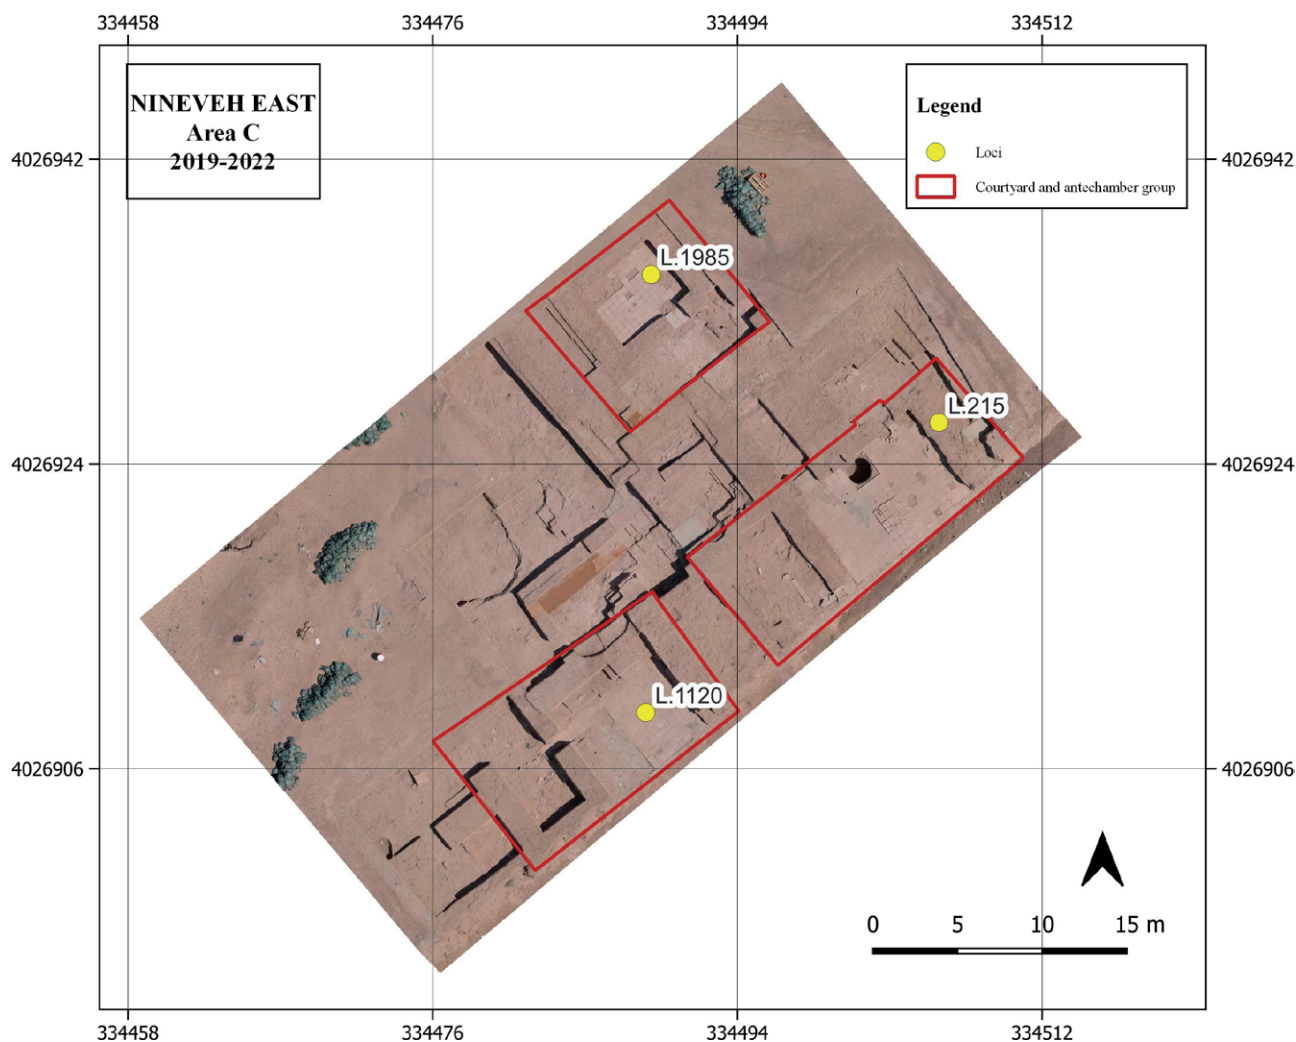 334458 334476 334494 334512
NINEVEH EAST
Area C
2019-2022
Legend
Loci
Courtyard and antechamber group
4026942 4026942
L.1985
L.215
4026924 4026924
L.1120
4026906 4026906
0 5 10 15 m
334458 334476 334494 334512